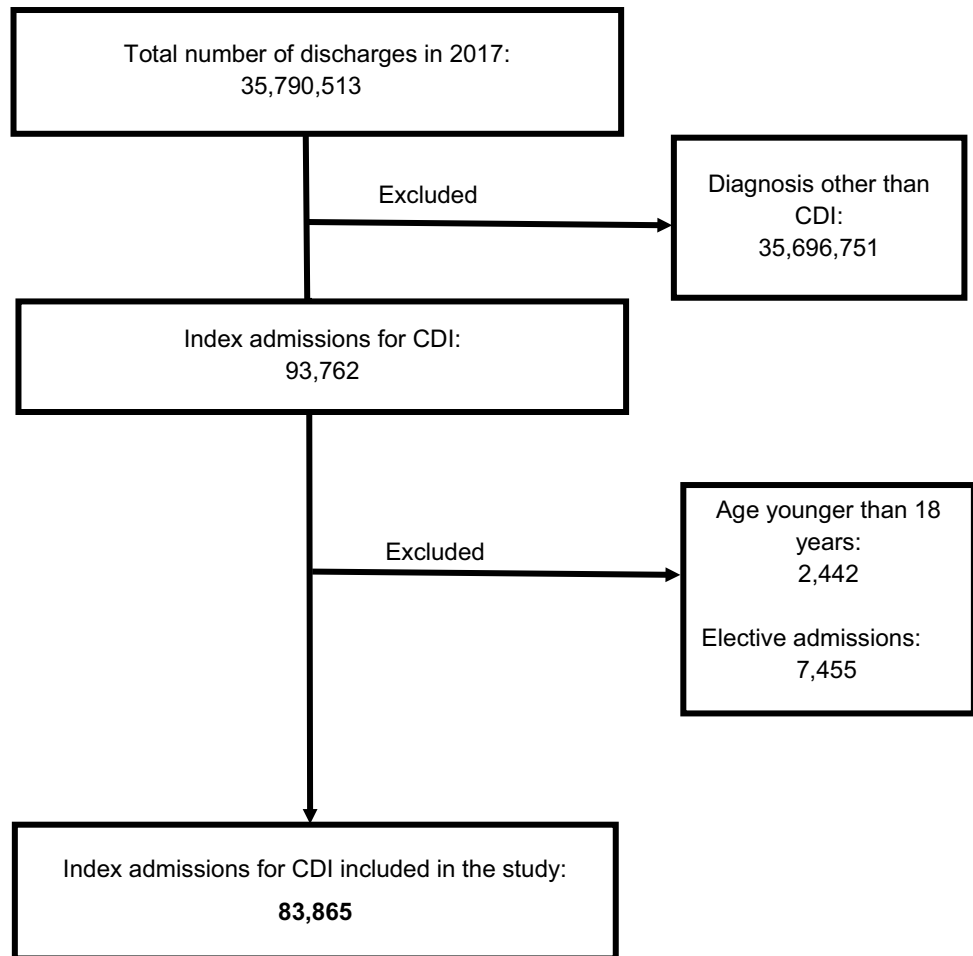 Total number of discharges in 2017:
35,790,513
Excluded
Diagnosis other than
CDI:
35,696,751
Index admissions for CDI:
93,762
Excluded
Age younger than 18
years:
2,442
Elective admissions:
7,455
Index admissions for CDI included in the study:
83,865